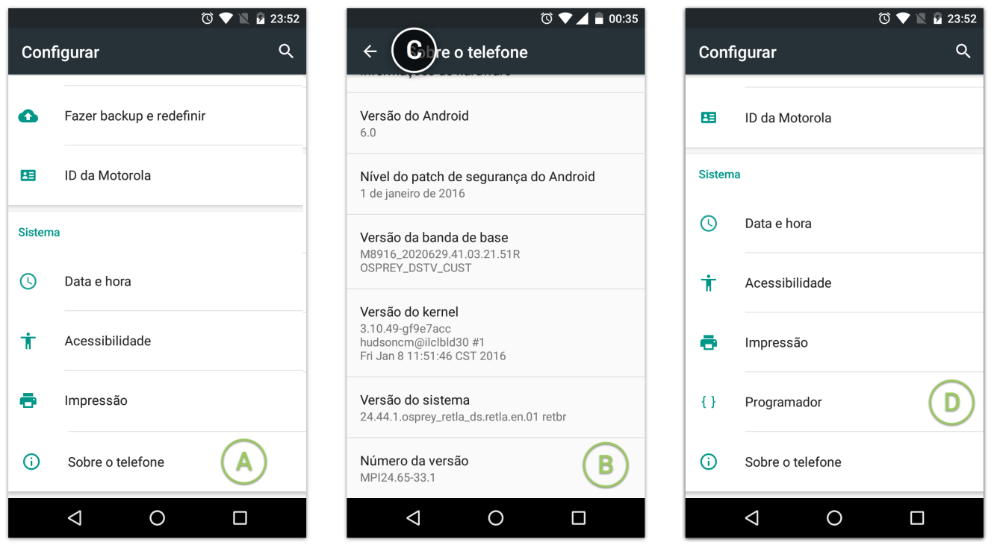 23:52
Configurar
Fazer backup e redefinir
ID da Motorola
Sistema
Data e hora
Acessibilidade
Impressão
Sobre o telefone
A
00:35
C
Sobre o telefone
Informações do hardware
Versão do Android
6.0
Nível do patch de segurança do Android
1 de janeiro de 2016
Versão da banda de base
M8916_2020629.41.03.21.51R
OSPREY_DSTV_CUST
Versão do kernel
3.10.49-gf9e7acc
hudsoncm@ilclbld30 #1
Fri Jan 8 11:51:46 CST 2016
Versão do sistema
24.44.1.osprey_retla_ds.retla.en.01 retbr
Número da versão
MPI24.65-33.1
B
23:52
Configurar
ID da Motorola
Sistema
Data e hora
Acessibilidade
Impressão
{ } Programador
D
Sobre o telefone